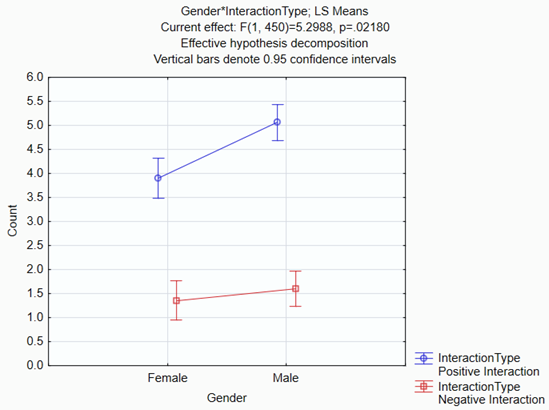 Gender*InteractionType; LS Means
Current effect: F(1, 450)=5.2988, p=.02180
Effective hypothesis decomposition
Vertical bars denote 0.95 confidence intervals
6.0
5.5
5.0
4.5
4.0
3.5
3.0
2.5
2.0
1.5
1.0
0.5
0.0
Count
Female
Male
Gender
InteractionType
Positive Interaction
InteractionType
Negative Interaction